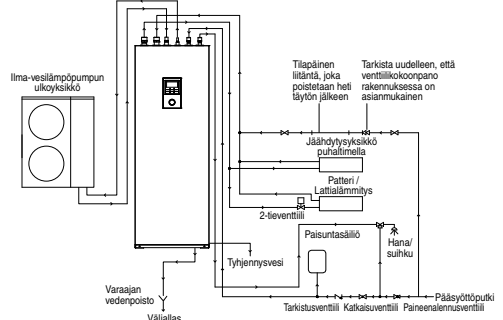 Ilma-vesilämpöpumpun
ulkoyksikkö
Tilapäinen
liitäntä, joka
poistetaan heti
täytön jälkeen
Tarkista uudelleen, että
venttiilikokoonpano
rakennuksessa on
asianmukainen
Jäähdytysyksikkö
puhaltimella
Patteri /
Lattialämmitys
2-tieventtiili
Paisuntasäiliö
Hana/
suihku
Tyhjennysvesi
Varaajan
vedenpoisto
Väliallas
Pääsyöttöputki
Tarkistusventtiili
Katkaisuventtiili
Paineenalennusventtiili